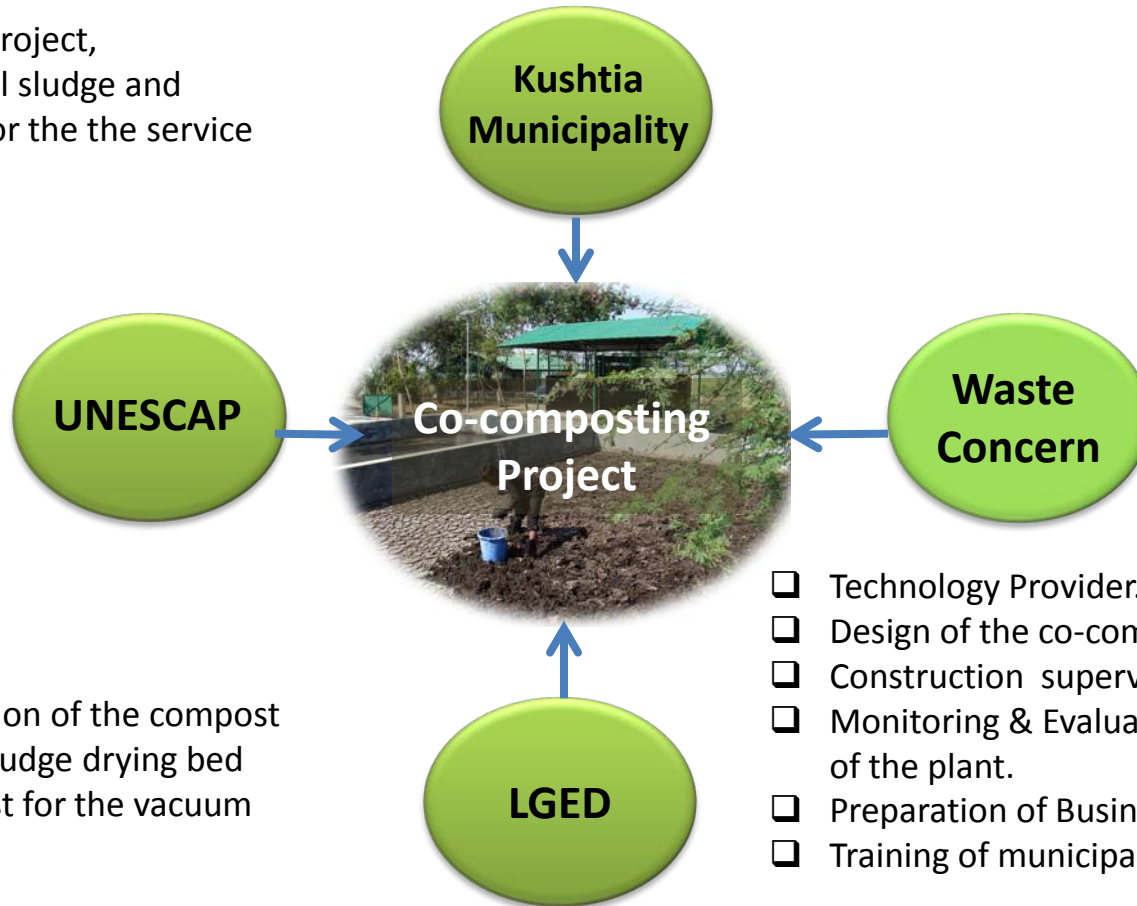 roject,
l sludge and
or the the service
Kushtia
Municipality
UNESCAP
Co-composting
Project
Waste
Concern
ion of the compost
udge drying bed
st for the vacuum
LGED
❑ Technology Provider.
❑ Design of the co-com
❑ Construction superv
❑ Monitoring & Evalua
of the plant.
❑ Preparation of Busin
❑ Training of municipa